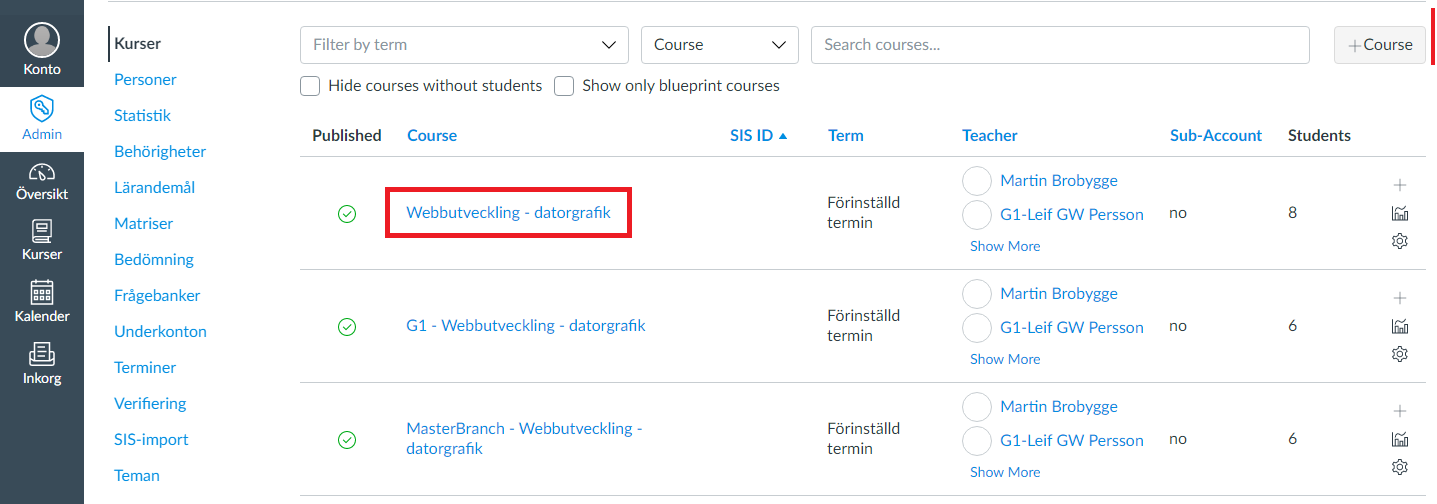 Konto
Admin
Översikt
Kurser
Kalender
Inkorg
Kurser
Personer
Statistik
Behörigheter
Lärandemål
Matriser
Bedömning
Frågebanker
Underkonton
Terminer
Verifiering
SIS-import
Teman
Filter by term
Course
Search courses...
+Course
Hide courses without students
Show only blueprint courses
Published Course SIS ID Term Teacher Sub-Account Students
Webbutveckling - datorgrafik
Förinställd
termin
Martin Brobygge
G1-Leif GW Persson
Show More
no
8
G1 - Webbutveckling - datorgrafik
Förinställd
termin
Martin Brobygge
G1-Leif GW Persson
Show More
no
6
MasterBranch - Webbutveckling -
datorgrafik
Förinställd
termin
Martin Brobygge
G1-Leif GW Persson
Show More
no
6